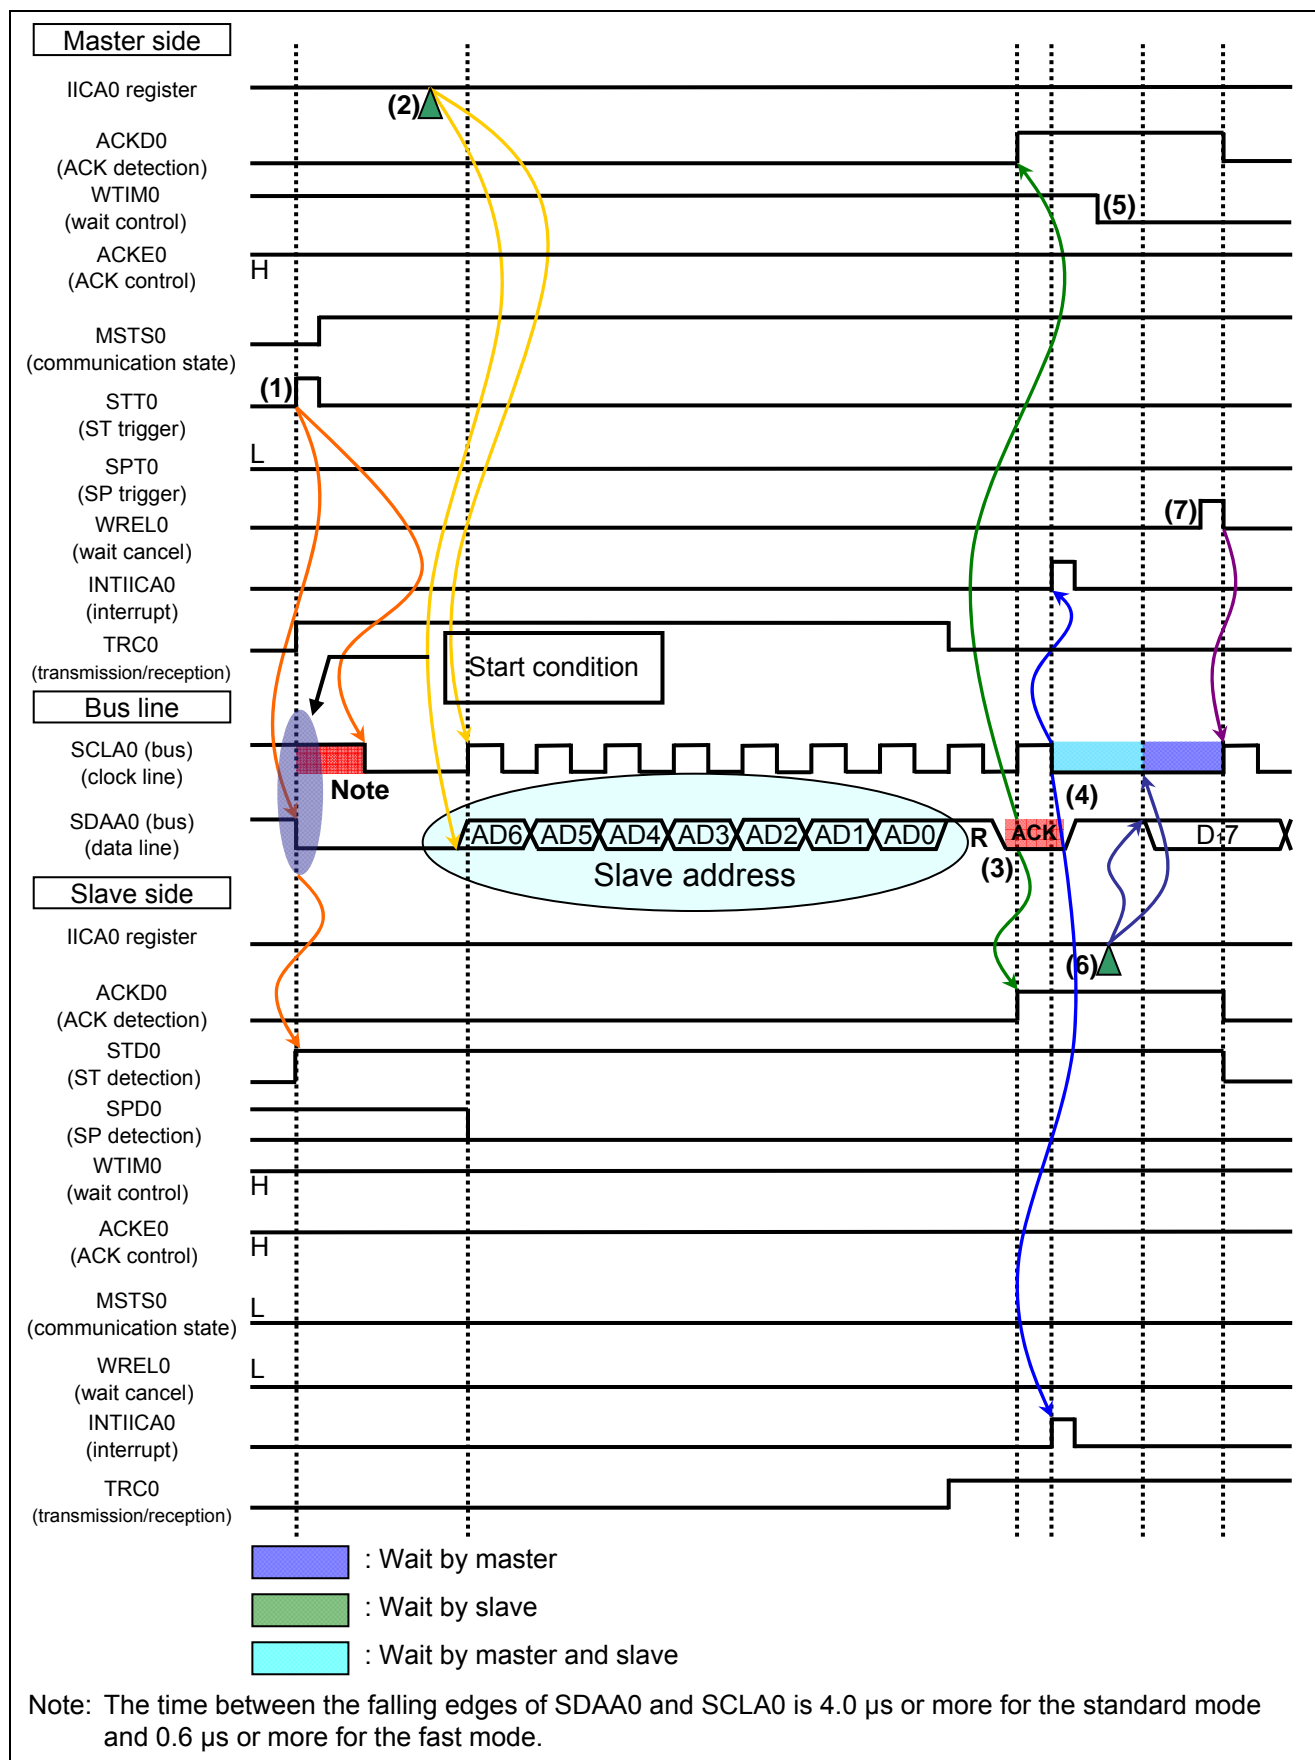 Master side
IICA0 register
(2)
ACKD0
(ACK detection)
WTIM0
(wait control)
(5)
ACKE0
(ACK control)
H
MSTS0
(communication state)
(1)
STT0
(ST trigger)
L
SPT0
(SP trigger)
WREL0
(wait cancel)
(7)
INTIICA0
(interrupt)
TRC0
(transmission/reception)
Start condition
Bus line
SCLA0 (bus)
(clock line)
Note
(4)
SDAA0 (bus)
(data line)
AD6 AD5 AD4 AD3 AD2 AD1 AD0 R ACK D17
(3)
Slave address
Slave side
IICA0 register
(6)
ACKD0
(ACK detection)
STD0
(ST detection)
SPD0
(SP detection)
WTIM0
(wait control)
H
ACKE0
(ACK control)
H
MSTS0
(communication state)
L
WREL0
(wait cancel)
L
INTIICA0
(interrupt)
TRC0
(transmission/reception)
: Wait by master
: Wait by slave
: Wait by master and slave
Note: The time between the falling edges of SDAA0 and SCLA0 is 4.0 µs or more for the standard mode
and 0.6 µs or more for the fast mode.